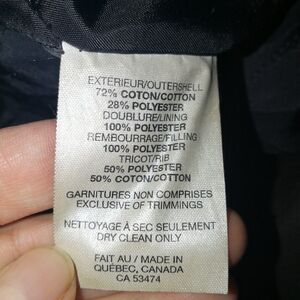 EXTERIEUR/OUTERSHELL
72% COTON/COTTON
28% POLYESTER
DOUBLURE/LINING
100% POLYESTER
REMBOURRAGE/FILLING
100% POLYESTER
TRICOT/RIB
50% POLYESTER
50% COTON/COTTON
GARNITURES NON COMPRISES
EXCLUSIVE OF TRIMMINGS
NETTOYAGE À SEC SEULEMENT
DRY CLEAN ONLY
FAIT AU / MADE IN
QUÉBEC, CANADA
CA 53474